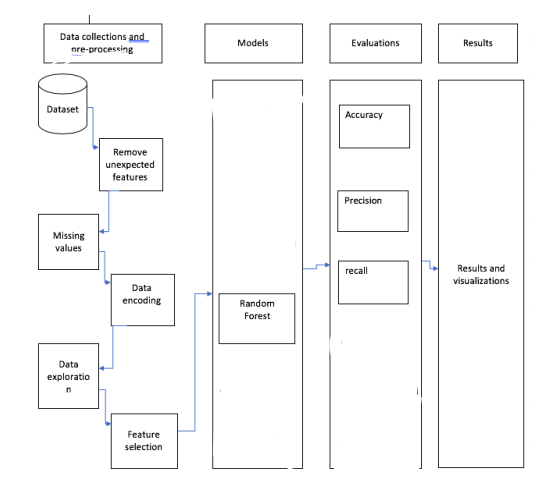 Data collections and
pre-processing
Models
Evaluations
Results
Dataset
Remove
unexpected
features
Missing
values
Data
encoding
Data
exploratio
n
Feature
selection
Random
Forest
Accuracy
Precision
recall
Results and
visualizations